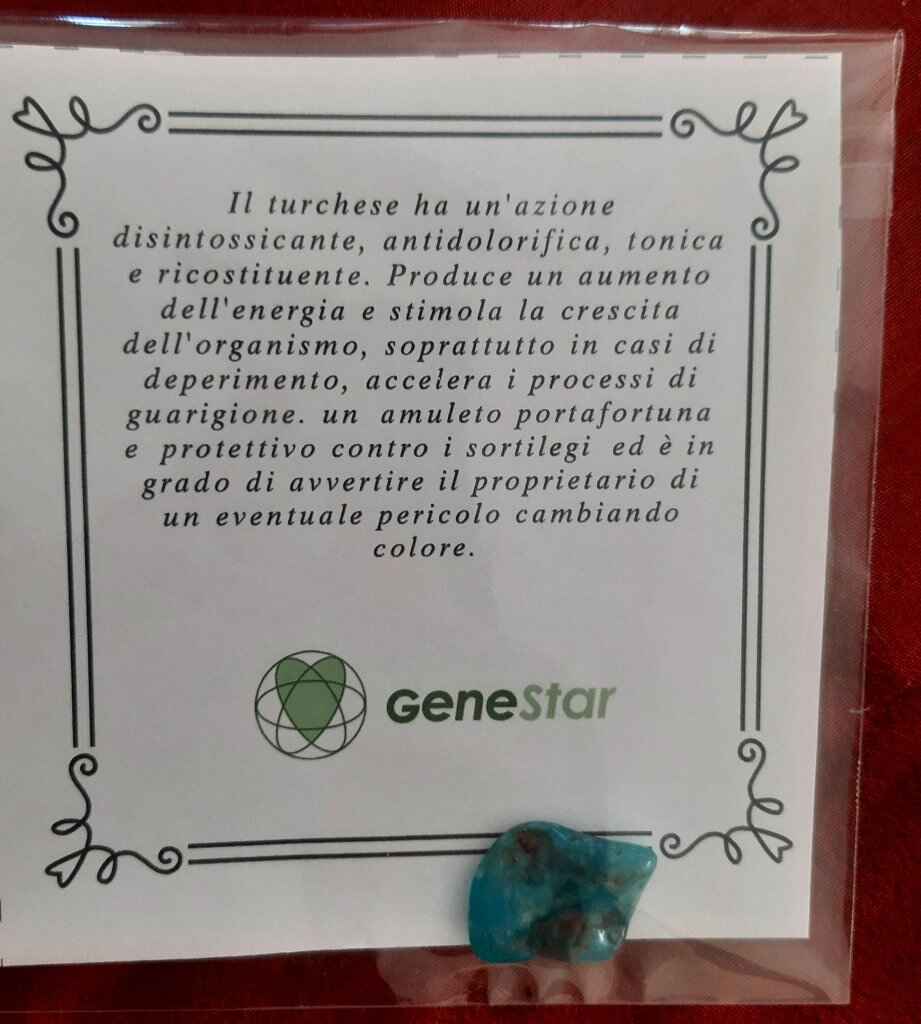 Il turchese ha un'azione
disintossicante, antidolorifica, tonica
e ricostituente. Produce un aumento
dell'energia e stimola la crescita
dell'organismo, soprattutto in casi di
deperimento, accelera i processi di
guarigione. un amuleto portafortuna
e protettivo contro i sortilegi ed è in
grado di avvertire il proprietario di
un eventuale pericolo cambiando
colore.
GeneStar